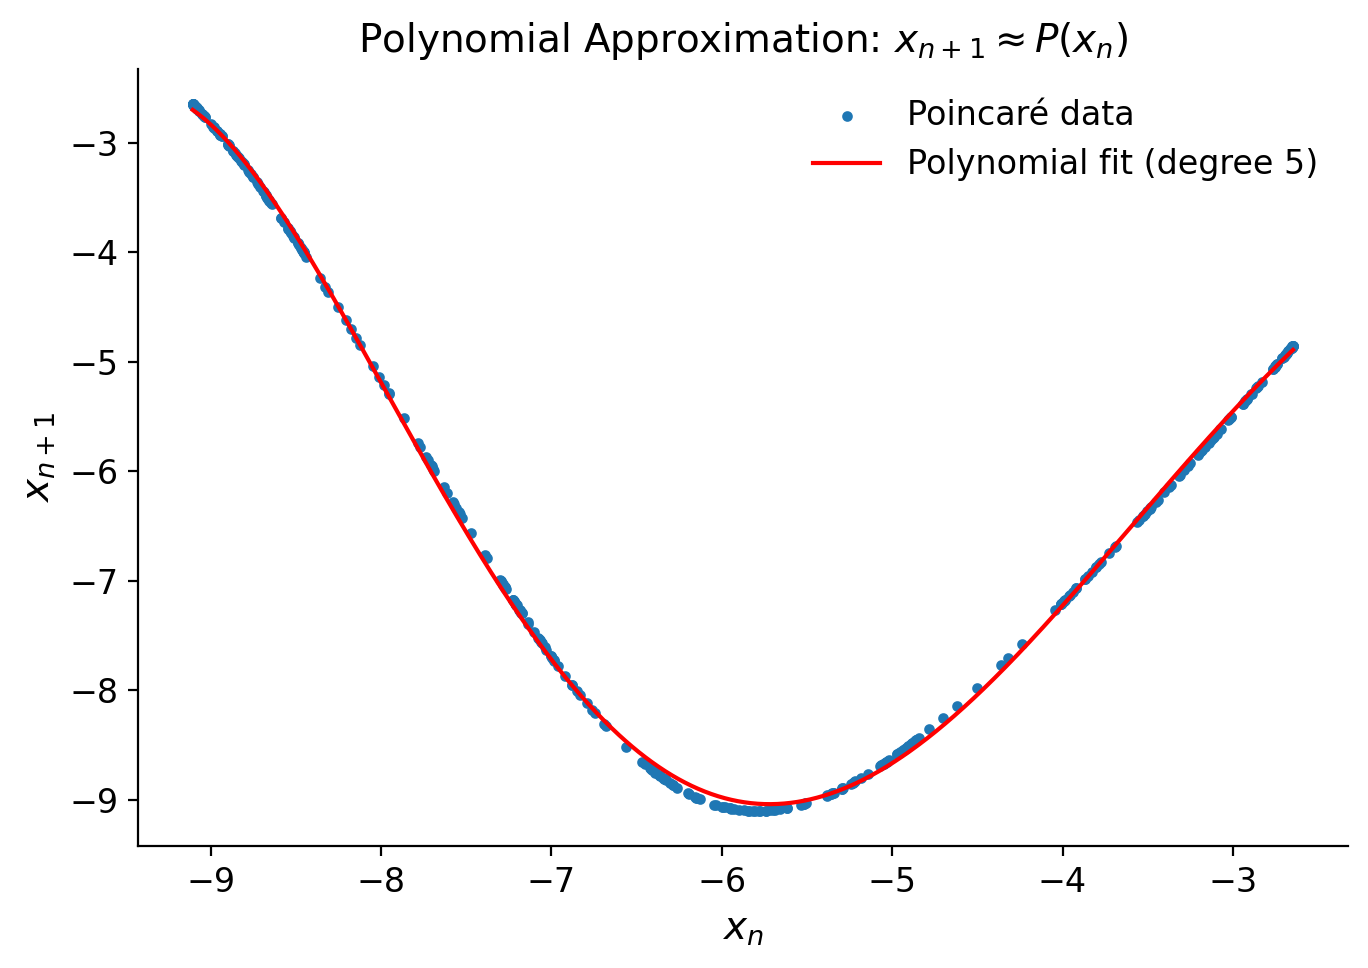 Polynomial Approximation: xₙ₊₁ ≈ P(xₙ)
Poincaré data
Polynomial fit (degree 5)
xₙ₊₁
−3
−4
−5
−6
−7
−8
−9
−9 −8 −7 −6 −5 −4 −3
xₙ